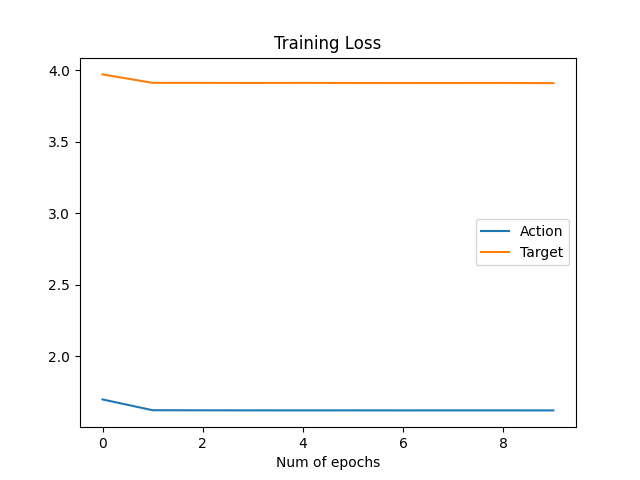 Training Loss
4.0
3.5
3.0
2.5
2.0
Action
Target
0 2 4 6 8
Num of epochs